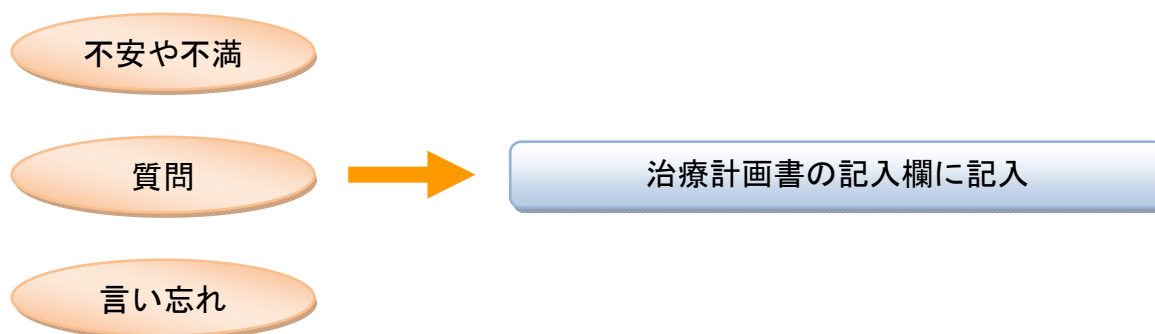 不安や不満
質問
治療計画書の記入欄に記入
言い忘れ